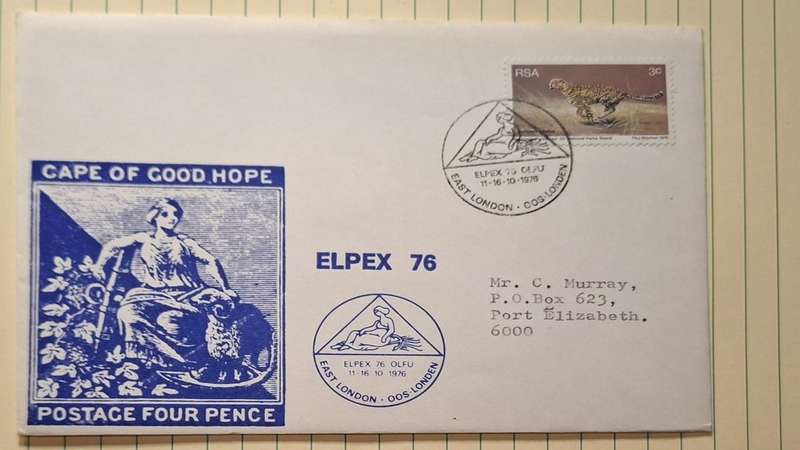 RSA 3c
ELPEX 76 OLFU
11-16-10-1976
EAST LONDON · OOS-LONDEN
CAPE OF GOOD HOPE
POSTAGE FOUR PENCE
ELPEX 76
ELPEX 76 OLFU
11-16 10 1976
EAST LONDON · OOS-LONDEN
Mr. C. Murray,
P.O.Box 623,
Port Elizabeth.
6000